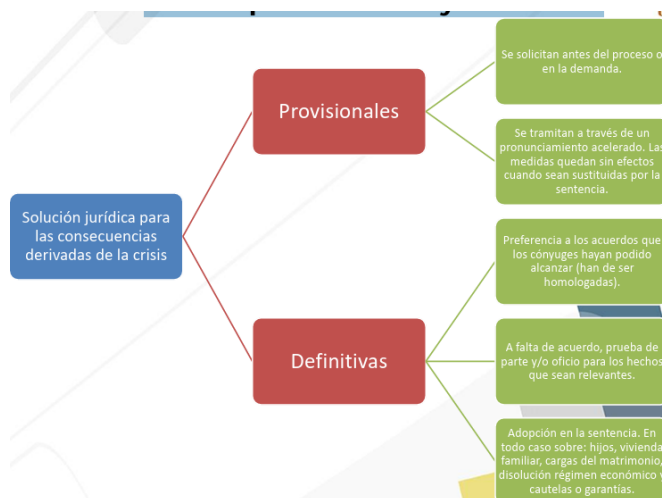 Solución jurídica para
las consecuencias
derivadas de la crisis
Provisionales
Se solicitan antes del proceso o
en la demanda.
Se tramitan a través de un
pronunciamiento acelerado. Las
medidas quedan sin efectos
cuando sean sustituidas por la
sentencia.
Definitivas
Preferencia a los acuerdos que
los cónyuges hayan podido
alcanzar (han de ser
homologadas).
A falta de acuerdo, prueba de
parte y/o oficio para los hechos
que sean relevantes.
Adopción en la sentencia. En
todo caso sobre: hijos, vivienda
familiar, cargas del matrimonio,
disolución régimen económico y
cautelas o garantías.